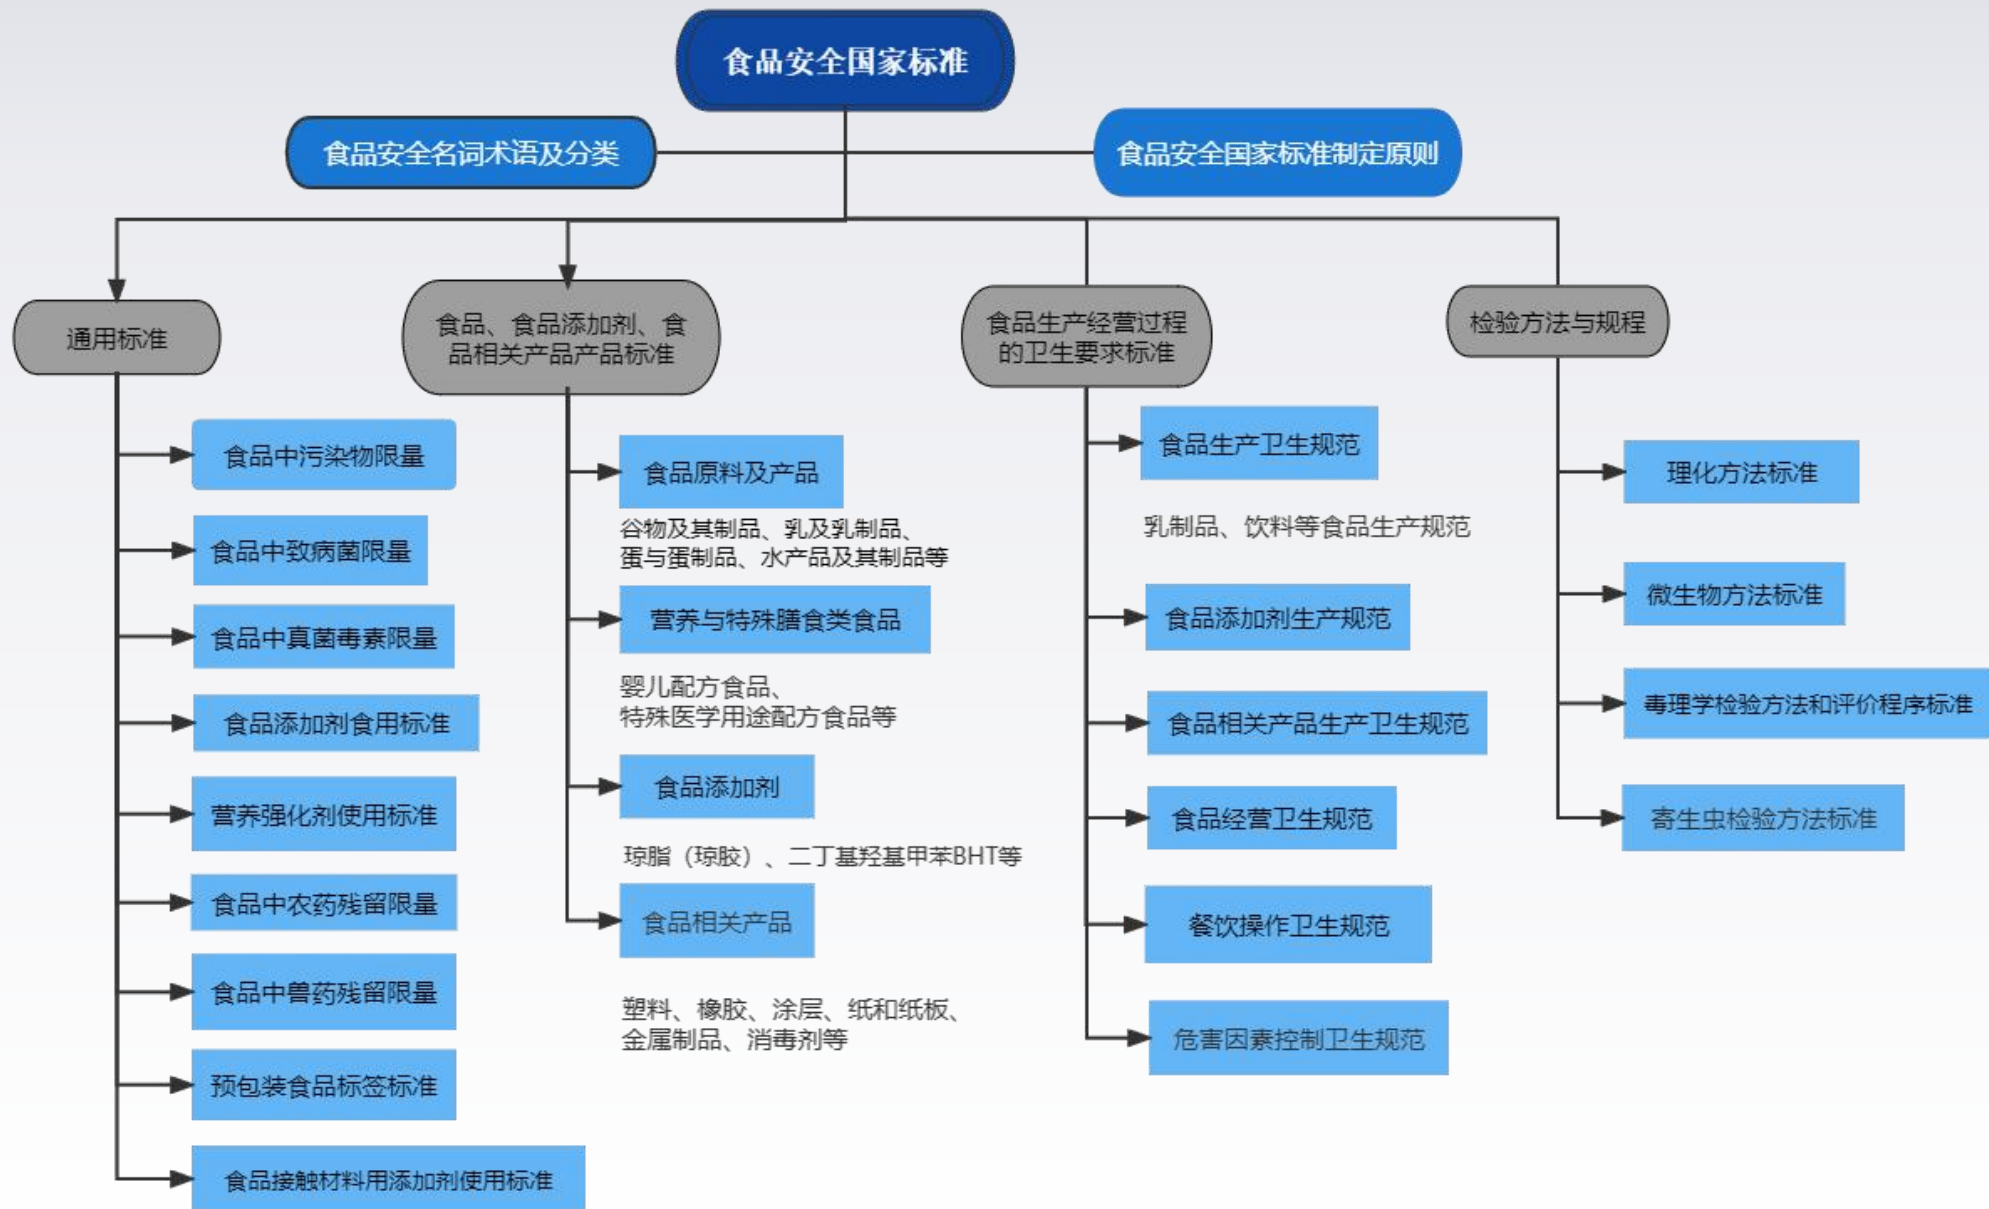 食品安全国家标准
食品安全名词术语及分类
食品安全国家标准制定原则
通用标准
食品中污染物限量
食品中致病菌限量
食品中真菌毒素限量
食品添加剂食用标准
营养强化剂使用标准
食品中农药残留限量
食品中兽药残留限量
预包装食品标签标准
食品接触材料用添加剂使用标准
食品、食品添加剂、食
品相关产品产品标准
食品原料及产品
谷物及其制品、乳及乳制品、
蛋与蛋制品、水产品及其制品等
营养与特殊膳食类食品
婴儿配方食品、
特殊医学用途配方食品等
食品添加剂
琼脂（琼胶）、二丁基羟基甲苯BHT等
食品相关产品
塑料、橡胶、涂层、纸和纸板、
金属制品、消毒剂等
食品生产经营过程
的卫生要求标准
食品生产卫生规范
乳制品、饮料等食品生产规范
食品添加剂生产规范
食品相关产品生产卫生规范
食品经营卫生规范
餐饮操作卫生规范
危害因素控制卫生规范
检验方法与规程
理化方法标准
微生物方法标准
毒理学检验方法和评价程序标准
寄生虫检验方法标准